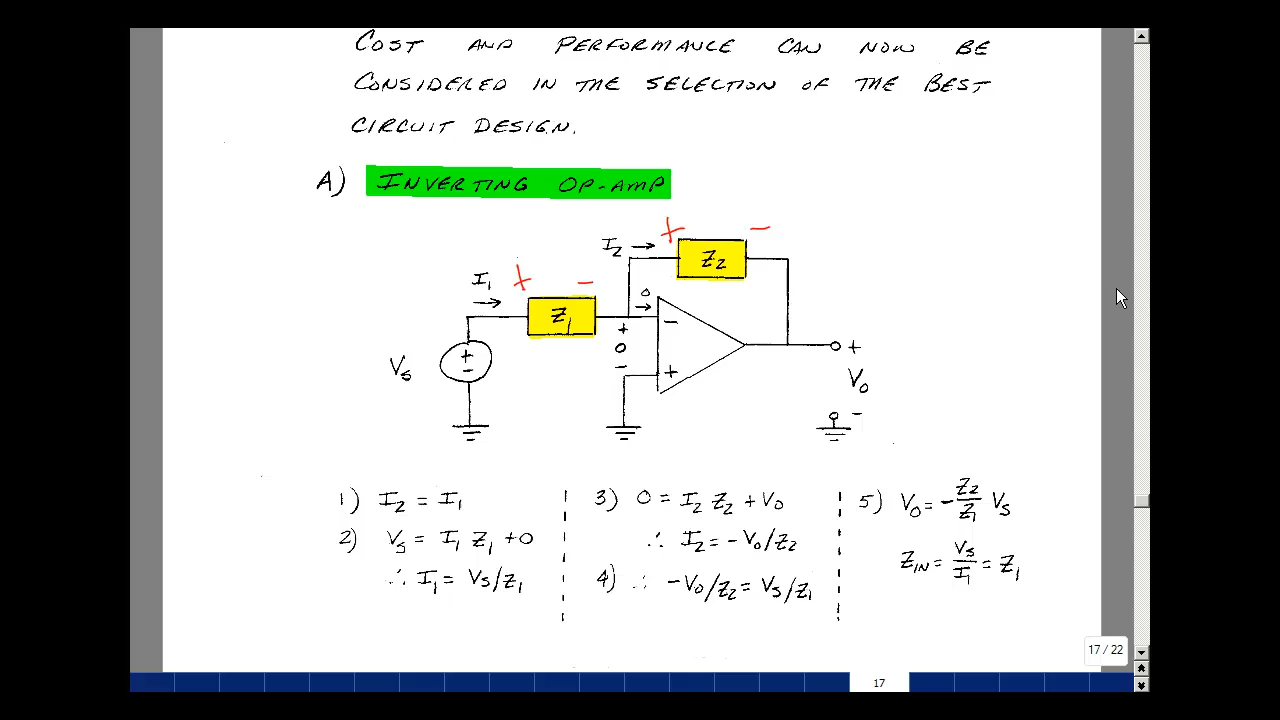 COST AND PERFORMANCE CAN NOW BE
CONSIDERED IN THE SELECTION OF THE BEST
CIRCUIT DESIGN.
A) INVERTING OP-AMP
I₂ → + −
Z₂
I₁ → + −
Z₁
0 →
−
+
0
−
+
Vs
+
−
+
V₀
−
1) I₂ = I₁
2) Vs = I₁ Z₁ + 0
∴ I₁ = Vs/Z₁
3) 0 = I₂ Z₂ + V₀
∴ I₂ = −V₀/Z₂
4) ∴ −V₀/Z₂ = Vs/Z₁
5) V₀ = −Z₂/Z₁ Vs
Z_IN = Vs/I₁ = Z₁
17 / 22
17